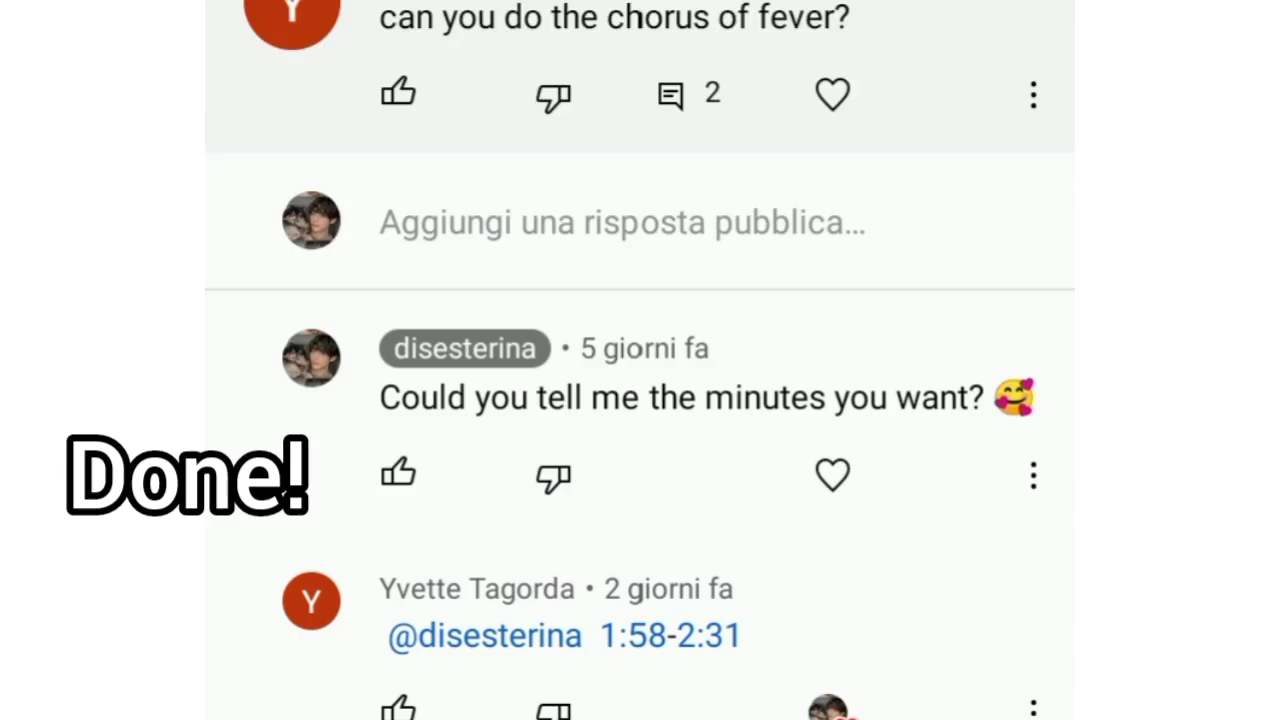 Y
can you do the chorus of fever?
2
Aggiungi una risposta pubblica...
disesterina • 5 giorni fa
Could you tell me the minutes you want? 🥰
Done!
Y
Yvette Tagorda • 2 giorni fa
@disesterina 1:58-2:31